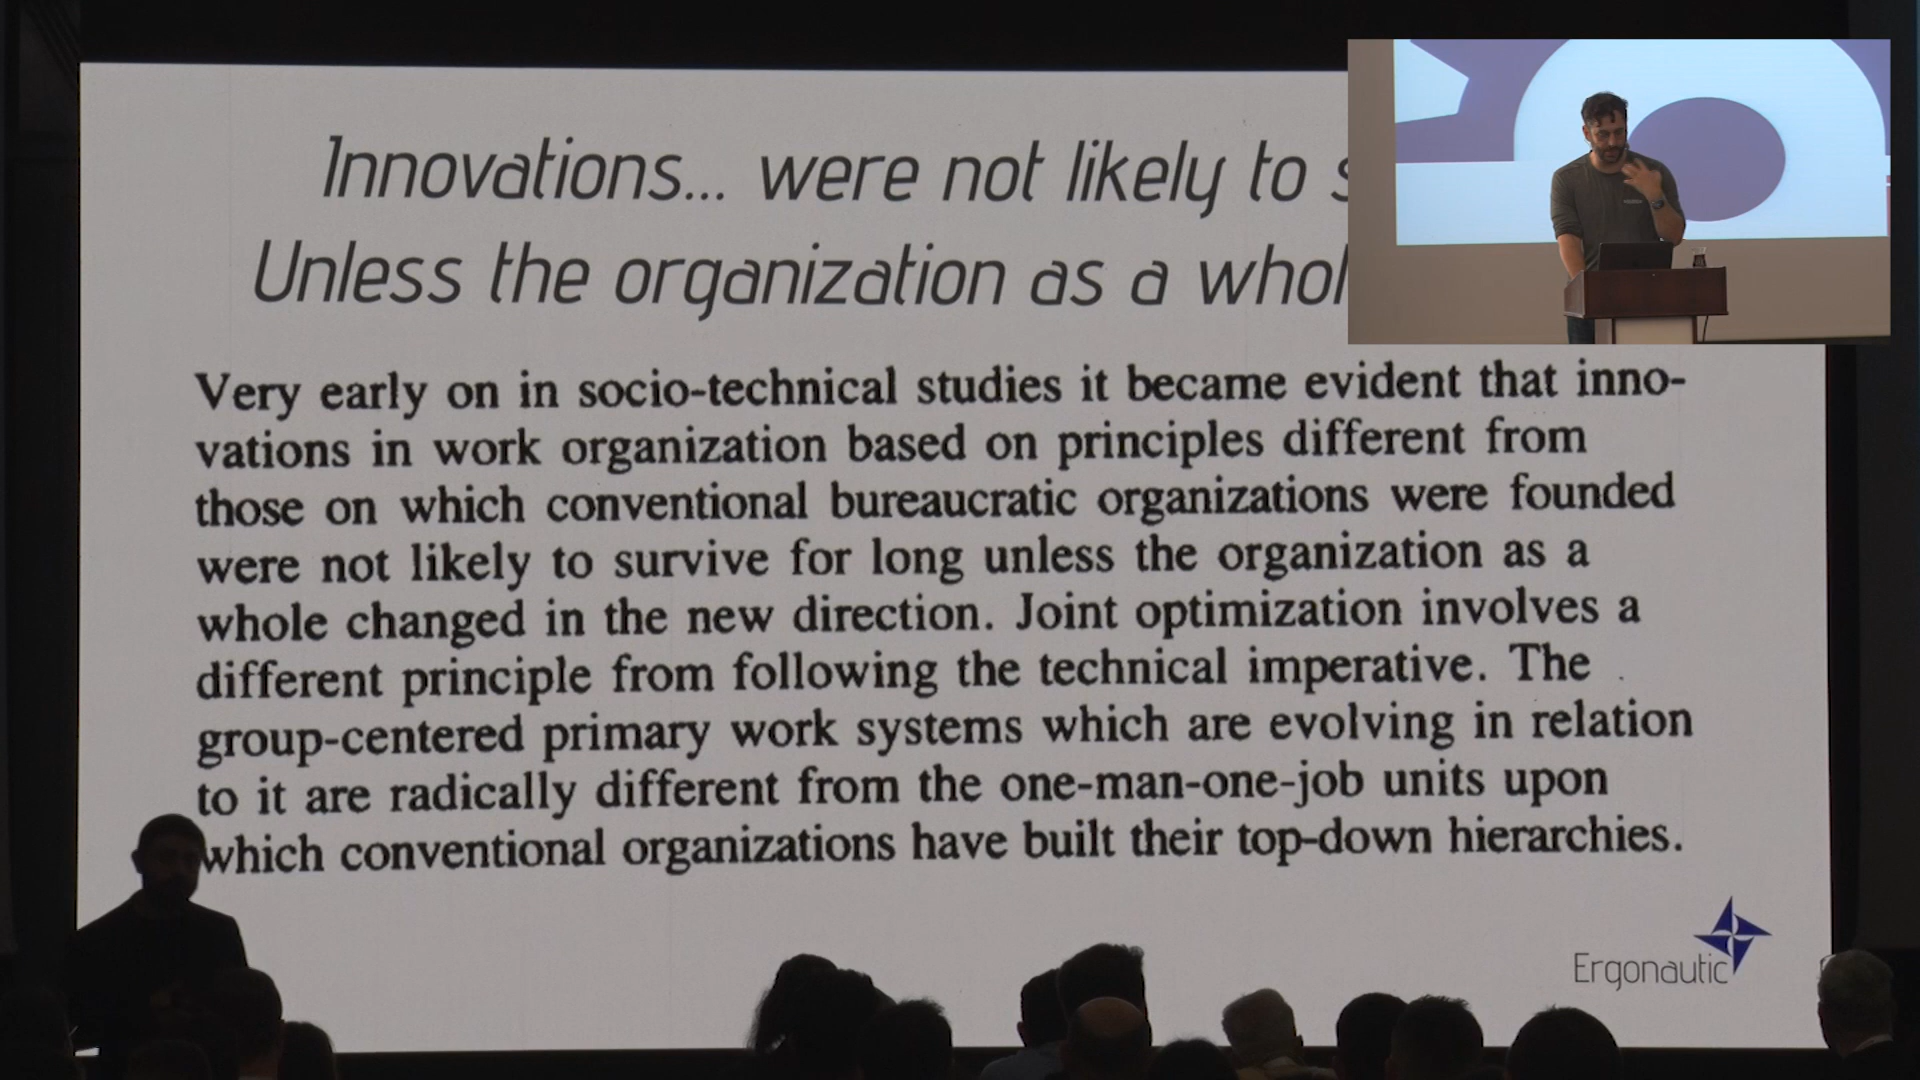 Innovations... were not likely to
Unless the organization as a
Very early on in socio-technical studies it became evident that inno-
vations in work organization based on principles different from
those on which conventional bureaucratic organizations were founded
were not likely to survive for long unless the organization as a
whole changed in the new direction. Joint optimization involves a
different principle from following the technical imperative. The
group-centered primary work systems which are evolving in relation
to it are radically different from the one-man-one-job units upon
which conventional organizations have built their top-down hierarchies.
Ergonautic